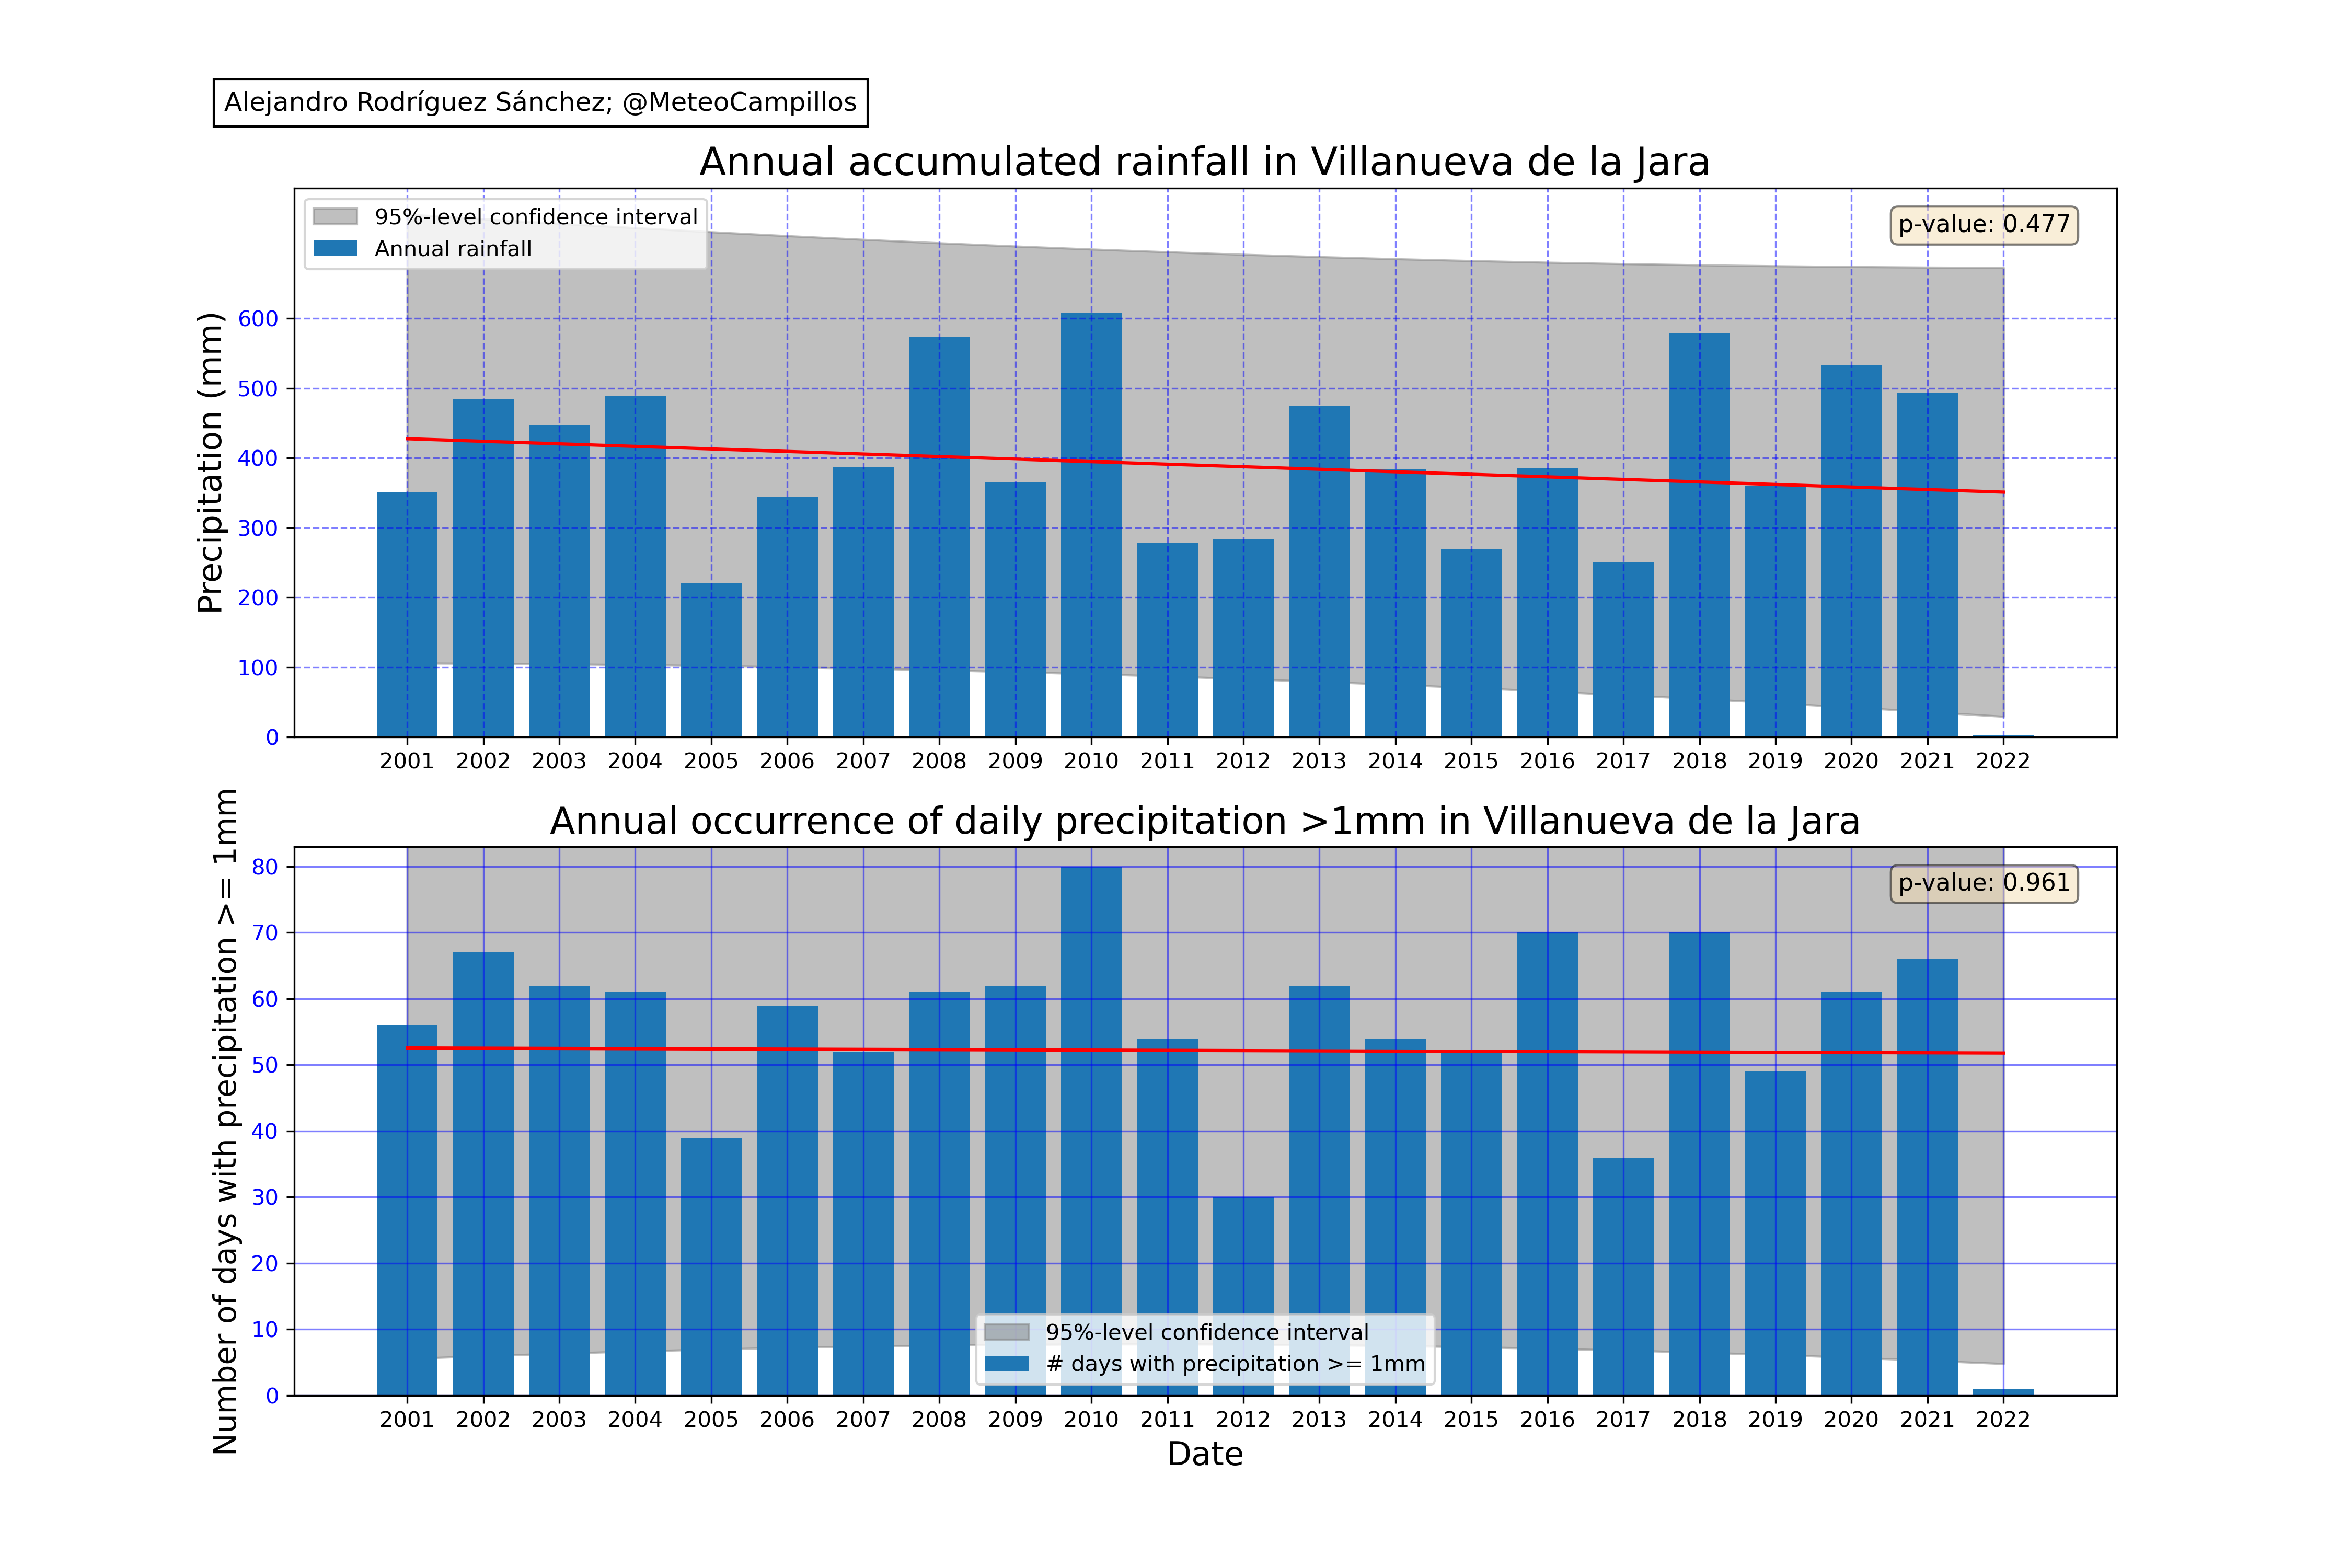 Alejandro Rodríguez Sánchez; @MeteoCampillos
Annual accumulated rainfall in Villanueva de la Jara
95%-level confidence interval
Annual rainfall
p-value: 0.477
Precipitation (mm)
600
500
400
300
200
100
0
2001 2002 2003 2004 2005 2006 2007 2008 2009 2010 2011 2012 2013 2014 2015 2016 2017 2018 2019 2020 2021 2022
Annual occurrence of daily precipitation >1mm in Villanueva de la Jara
p-value: 0.961
Number of days with precipitation >= 1mm
80
70
60
50
40
30
20
10
0
95%-level confidence interval
# days with precipitation >= 1mm
2001 2002 2003 2004 2005 2006 2007 2008 2009 2010 2011 2012 2013 2014 2015 2016 2017 2018 2019 2020 2021 2022
Date